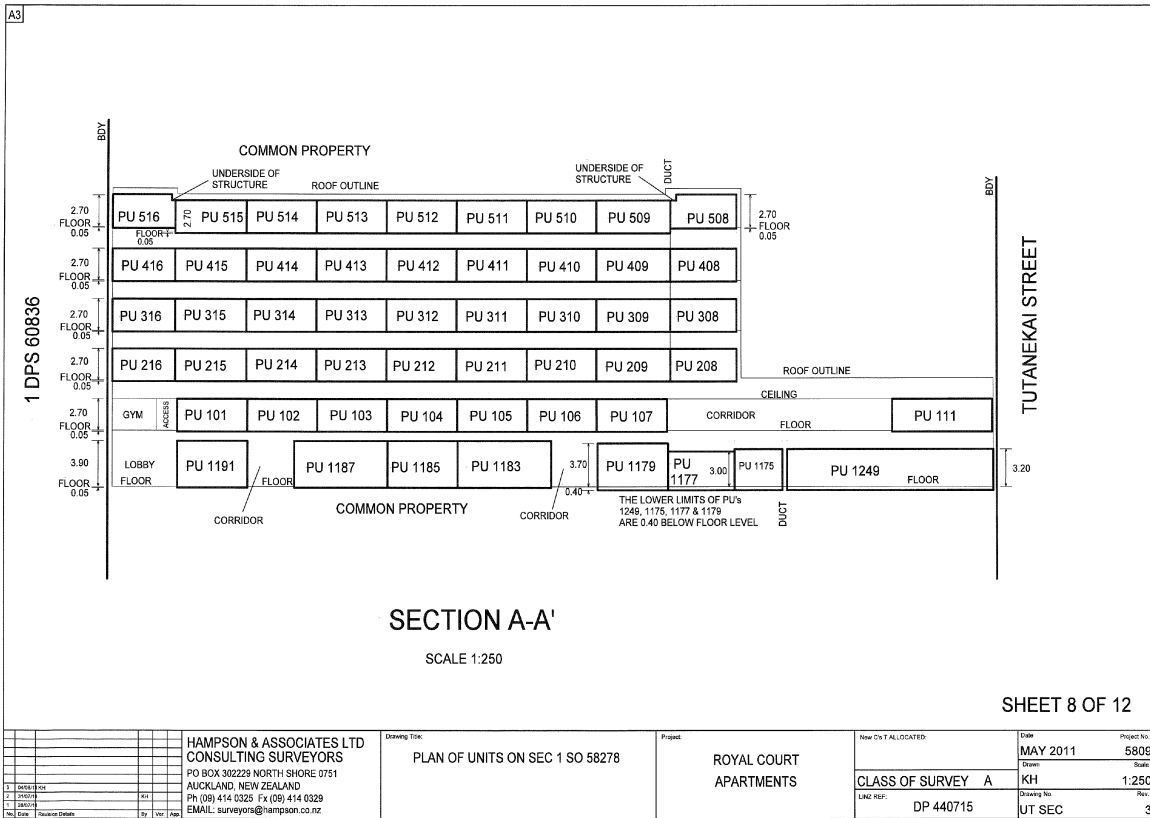 A3
BDY
COMMON PROPERTY
UNDERSIDE OF
STRUCTURE
ROOF OUTLINE
UNDERSIDE OF
STRUCTURE
DUCT
BDY
2.70
FLOOR
0.05
PU 516
2.70
PU 515
PU 514
PU 513
PU 512
PU 511
PU 510
PU 509
PU 508
2.70
FLOOR
0.05
FLOOR
0.05
2.70
FLOOR
0.05
PU 416
PU 415
PU 414
PU 413
PU 412
PU 411
PU 410
PU 409
PU 408
1 DPS 60836
TUTANEKAI STREET
2.70
FLOOR
0.05
PU 316
PU 315
PU 314
PU 313
PU 312
PU 311
PU 310
PU 309
PU 308
2.70
FLOOR
0.05
PU 216
PU 215
PU 214
PU 213
PU 212
PU 211
PU 210
PU 209
PU 208
ROOF OUTLINE
CEILING
2.70
FLOOR
0.05
GYM
ACCESS
PU 101
PU 102
PU 103
PU 104
PU 105
PU 106
PU 107
CORRIDOR
FLOOR
PU 111
3.90
FLOOR
0.05
LOBBY
FLOOR
PU 1191
FLOOR
PU 1187
PU 1185
PU 1183
3.70
0.40
PU 1179
PU
1177
3.00
PU 1175
PU 1249
FLOOR
3.20
CORRIDOR
COMMON PROPERTY
CORRIDOR
THE LOWER LIMITS OF PU's
1249, 1175, 1177 & 1179
ARE 0.40 BELOW FLOOR LEVEL
DUCT
SECTION A-A'
SCALE 1:250
SHEET 8 OF 12
3
KH
2
KH
1
No.
Date
Revision Details
By
Ver.
App.
HAMPSON & ASSOCIATES LTD
CONSULTING SURVEYORS
PO BOX 302229 NORTH SHORE 0751
AUCKLAND, NEW ZEALAND
Ph (09) 414 0325 Fx (09) 414 0329
EMAIL: surveyors@hampson.co.nz
Drawing Title:
PLAN OF UNITS ON SEC 1 SO 58278
Project:
ROYAL COURT
APARTMENTS
New C's T ALLOCATED:
CLASS OF SURVEY A
LINZ REF:
DP 440715
Date
MAY 2011
Project No.
5809
Drawn
KH
Scale
1:250
Drawing No.
UT SEC
Rev.
3